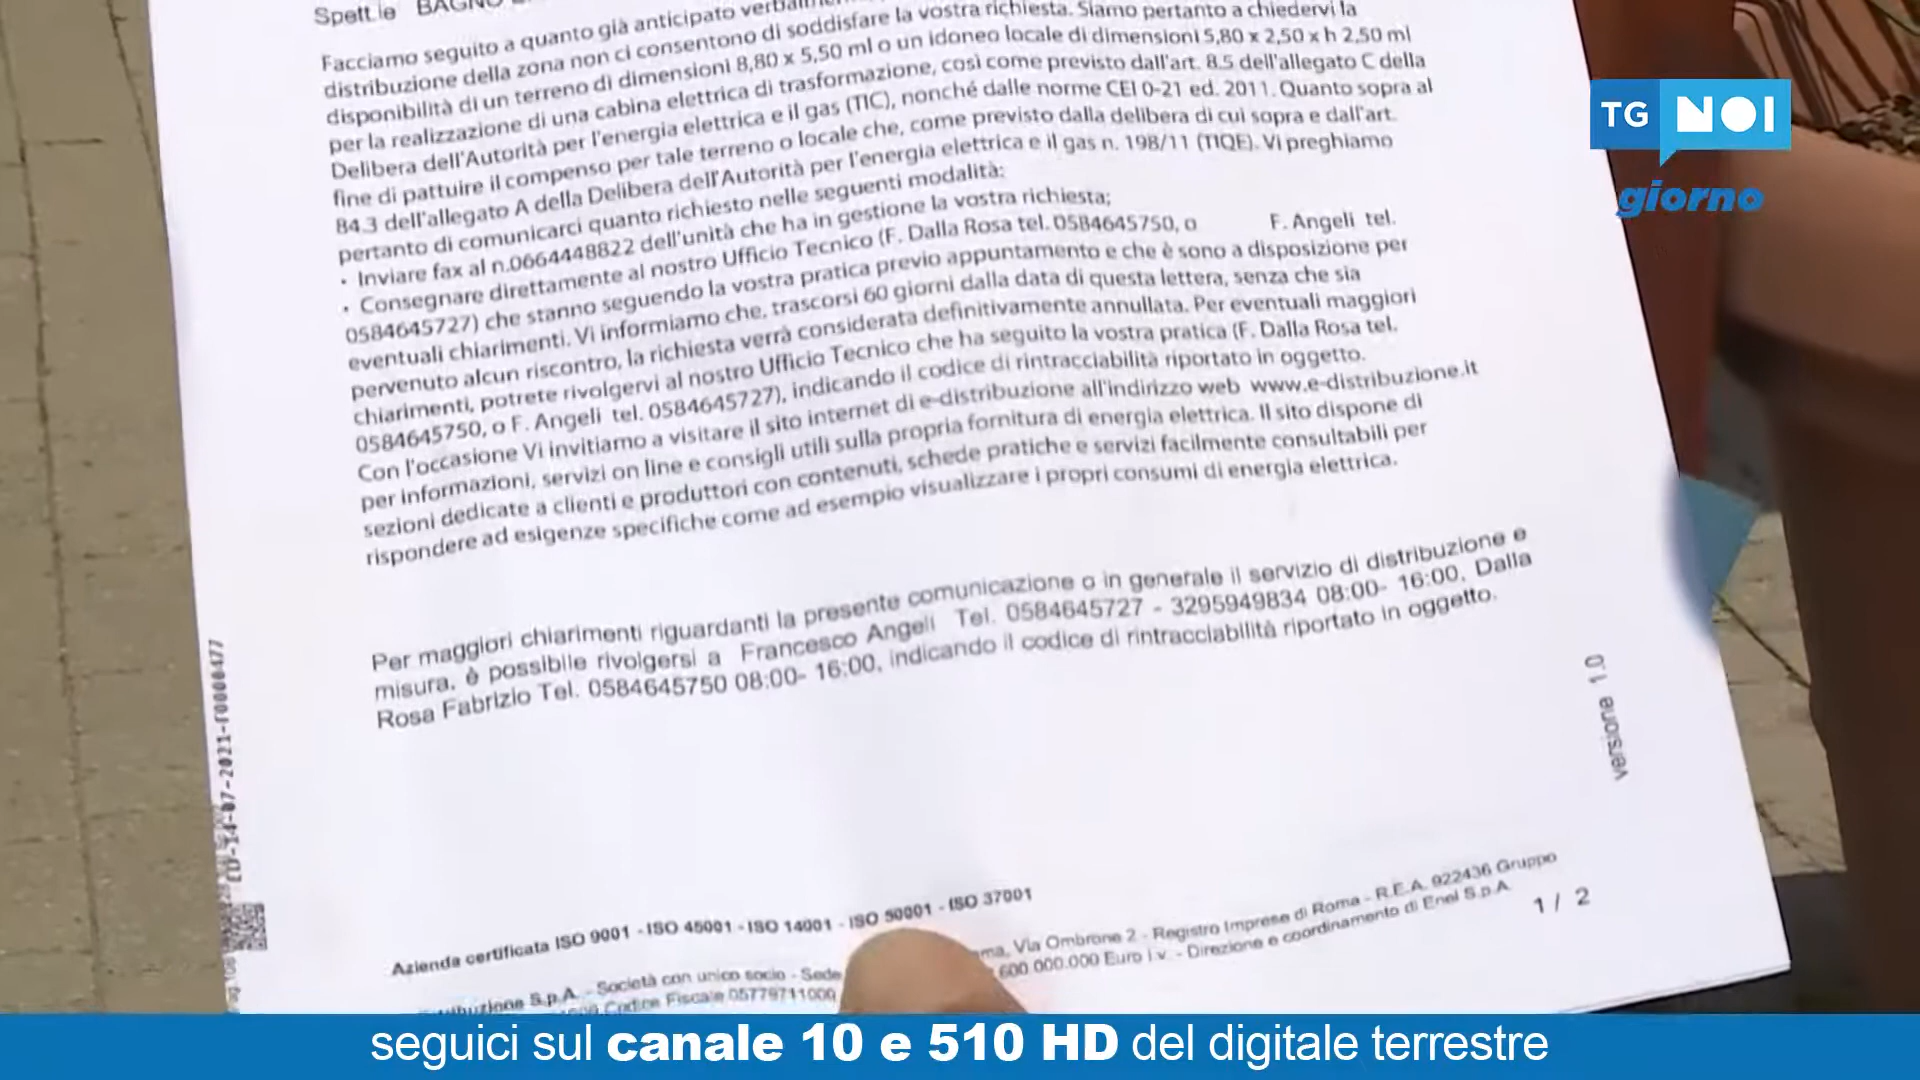 Spett.le BAGNO
Facciamo seguito a quanto già anticipato
distribuzione della zona non ci consentono di soddisfare la vostra richiesta. Siamo pertanto a chiedervi la
disponibilità di un terreno di dimensioni 8,80 x 5,50 ml o un idoneo locale di dimensioni 5,80 x 2,50 x h 2,50 ml
per la realizzazione di una cabina elettrica di trasformazione, così come previsto dall'art. 8.5 dell'allegato C della
Delibera dell'Autorità per l'energia elettrica e il gas (TIC), nonché dalle norme CEI 0-21 ed. 2011. Quanto sopra al
fine di pattuire il compenso per tale terreno o locale che, come previsto dalla delibera di cui sopra e dall'art.
84.3 dell'allegato A della Delibera dell'Autorità per l'energia elettrica e il gas n. 198/11 (TIQE). Vi preghiamo
pertanto di comunicarci quanto richiesto nelle seguenti modalità:
• Inviare fax al n.0664448822 dell'unità che ha in gestione la vostra richiesta;
• Consegnare direttamente al nostro Ufficio Tecnico (F. Dalla Rosa tel. 0584645750, o F. Angeli tel.
0584645727) che stanno seguendo la vostra pratica previo appuntamento e che è sono a disposizione per
eventuali chiarimenti. Vi informiamo che, trascorsi 60 giorni dalla data di questa lettera, senza che sia
pervenuto alcun riscontro, la richiesta verrà considerata definitivamente annullata. Per eventuali maggiori
chiarimenti, potrete rivolgervi al nostro Ufficio Tecnico che ha seguito la vostra pratica (F. Dalla Rosa tel.
0584645750, o F. Angeli tel. 0584645727), indicando il codice di rintracciabilità riportato in oggetto.
Con l'occasione Vi invitiamo a visitare il sito internet di e-distribuzione all'indirizzo web www.e-distribuzione.it
per informazioni, servizi on line e consigli utili sulla propria fornitura di energia elettrica. Il sito dispone di
sezioni dedicate a clienti e produttori con contenuti, schede pratiche e servizi facilmente consultabili per
rispondere ad esigenze specifiche come ad esempio visualizzare i propri consumi di energia elettrica.
Per maggiori chiarimenti riguardanti la presente comunicazione o in generale il servizio di distribuzione e
misura, è possibile rivolgersi a Francesco Angeli Tel. 0584645727 - 3295949834 08:00- 16:00, Dalla
Rosa Fabrizio Tel. 0584645750 08:00- 16:00, indicando il codice di rintracciabilità riportato in oggetto.
versione 10
Azienda certificata ISO 9001 - ISO 45001 - ISO 14001 - ISO 50001 - ISO 37001
S.p.A. - Società con unico socio - Sede Via Ombrone 2 - Registro Imprese di Roma - R.E.A. 922436 Gruppo
Codice Fiscale 05779711000 600.000.000 Euro i.v. - Direzione e coordinamento di Enel S.p.A.
1 / 2
TG NOI
giorno
seguici sul canale 10 e 510 HD del digitale terrestre